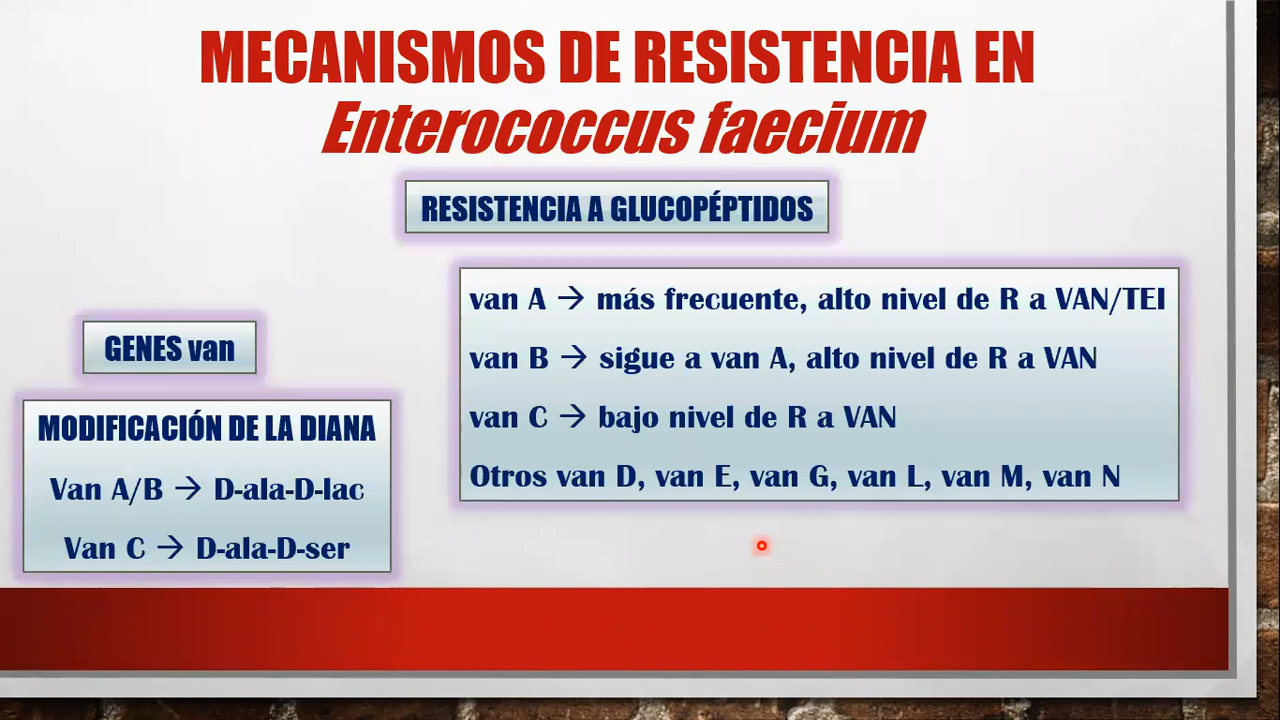 MECANISMOS DE RESISTENCIA EN
Enterococcus faecium
RESISTENCIA A GLUCOPÉPTIDOS
GENES van
MODIFICACIÓN DE LA DIANA
Van A/B → D-ala-D-lac
Van C → D-ala-D-ser
van A → más frecuente, alto nivel de R a VAN/TEI
van B → sigue a van A, alto nivel de R a VAN
van C → bajo nivel de R a VAN
Otros van D, van E, van G, van L, van M, van N